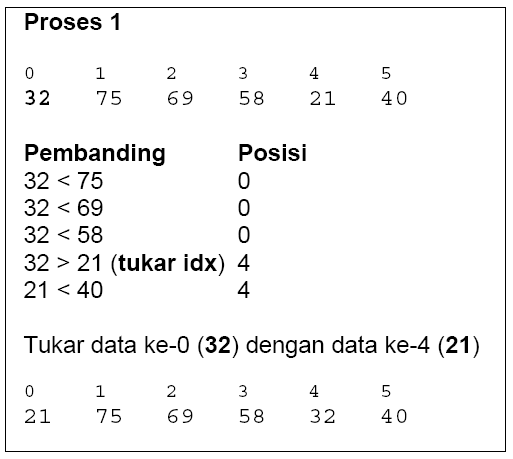 Proses 1
0 1 2 3 4 5
32 75 69 58 21 40
Pembanding Posisi
32 < 75 0
32 < 69 0
32 < 58 0
32 > 21 (tukar idx) 4
21 < 40 4
Tukar data ke-0 (32) dengan data ke-4 (21)
0 1 2 3 4 5
21 75 69 58 32 40